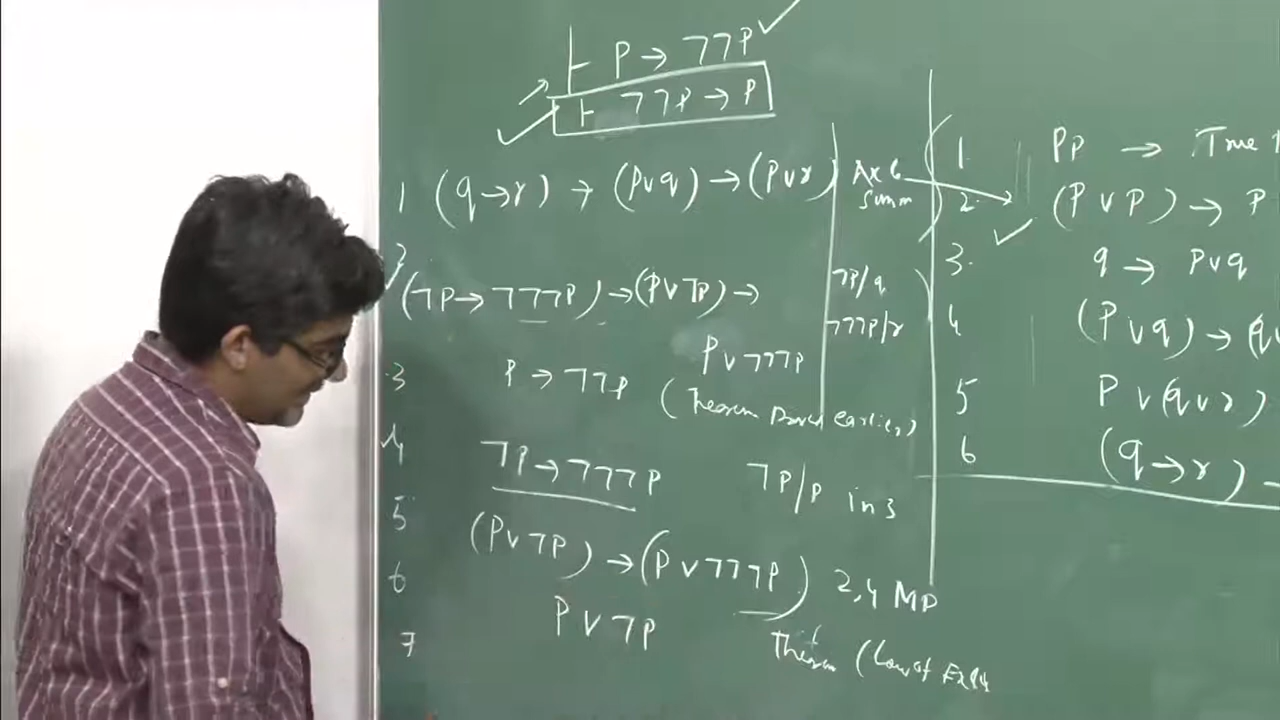 ⊢ P → ¬¬P ✓
⊢ ¬¬P → P
1 (q→r) → (P∨q) → (P∨r) Ax 6
Summ
2
(¬P → ¬¬¬P) → (P∨¬P) → ¬P/q
P∨¬¬¬P ¬¬¬P/r
3 P → ¬¬P (Theorem Proved earlier)
4 ¬P → ¬¬¬P ¬P/P in 3
5 (P∨¬P) → (P∨¬¬¬P) 2,4 MP
6 P∨¬P Theorem (Law of
7
1 PP → True
2. (P∨P) → P
3. q → P∨q
4 (P∨q) →
5 P∨(q∨r)
6 (q→r)